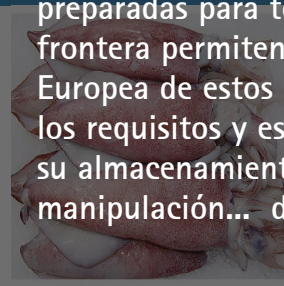 preparadas para t
frontera permiten
Europea de estos
los requisitos y es
su almacenamient
manipulación... d